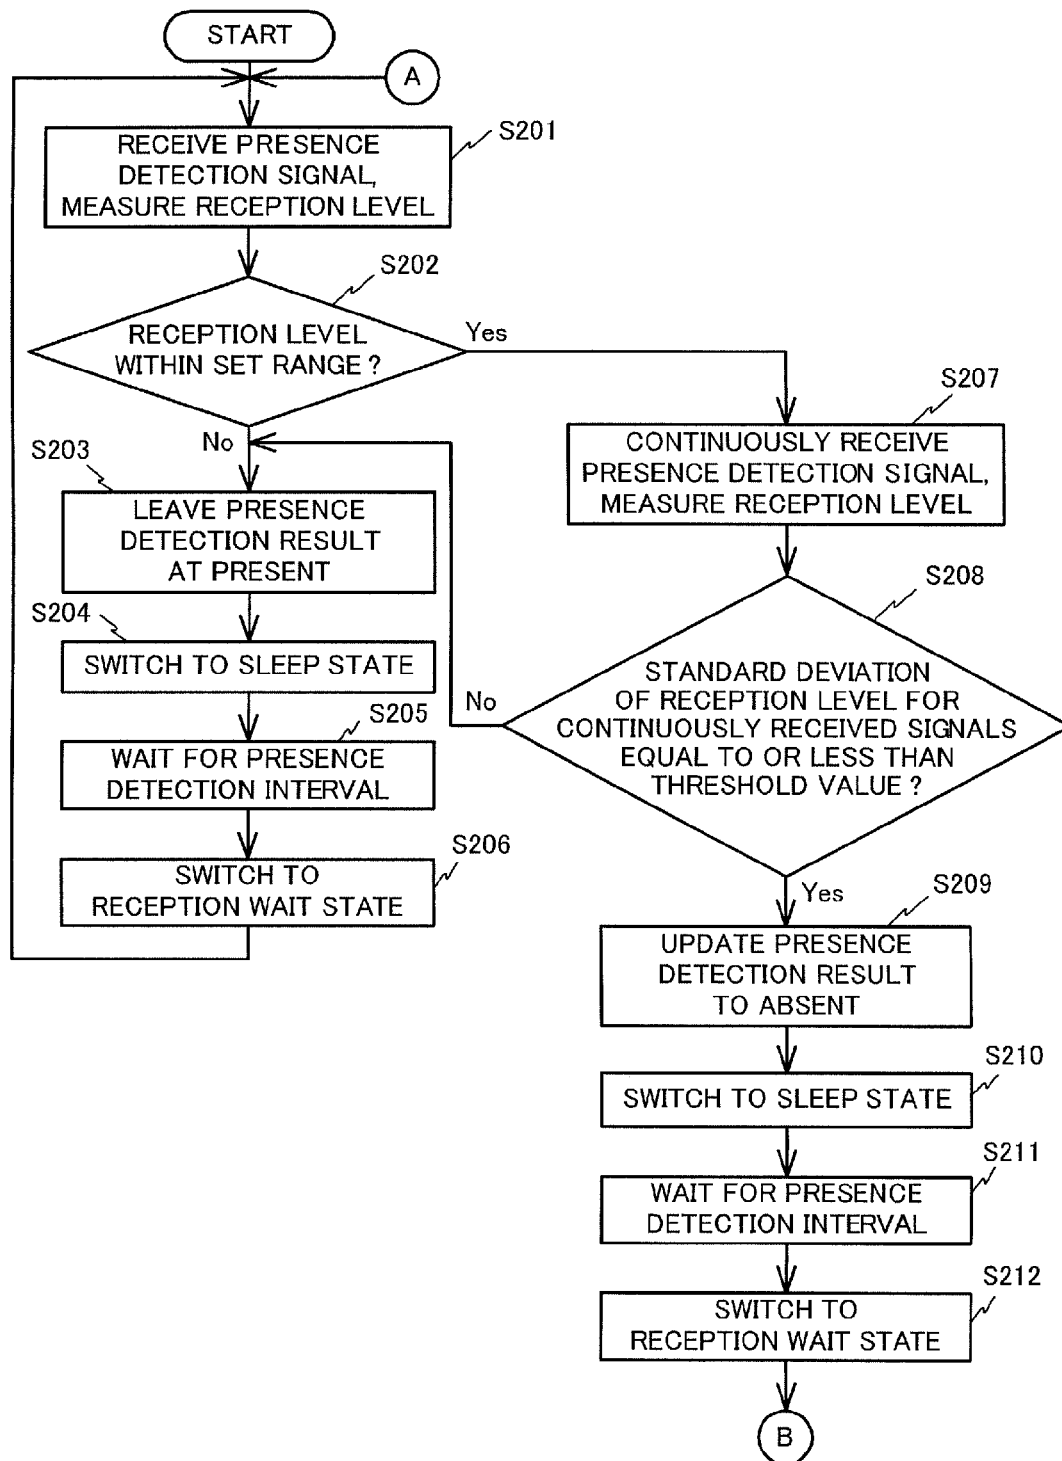 START
A
S201
RECEIVE PRESENCE
DETECTION SIGNAL,
MEASURE RECEPTION LEVEL
S202
RECEPTION LEVEL
WITHIN SET RANGE ?
Yes
No
S203
LEAVE PRESENCE
DETECTION RESULT
AT PRESENT
S204
SWITCH TO SLEEP STATE
S205
WAIT FOR PRESENCE
DETECTION INTERVAL
S206
SWITCH TO
RECEPTION WAIT STATE
S207
CONTINUOUSLY RECEIVE
PRESENCE DETECTION SIGNAL,
MEASURE RECEPTION LEVEL
S208
STANDARD DEVIATION
OF RECEPTION LEVEL FOR
CONTINUOUSLY RECEIVED SIGNALS
EQUAL TO OR LESS THAN
THRESHOLD VALUE ?
No
Yes
S209
UPDATE PRESENCE
DETECTION RESULT
TO ABSENT
S210
SWITCH TO SLEEP STATE
S211
WAIT FOR PRESENCE
DETECTION INTERVAL
S212
SWITCH TO
RECEPTION WAIT STATE
B